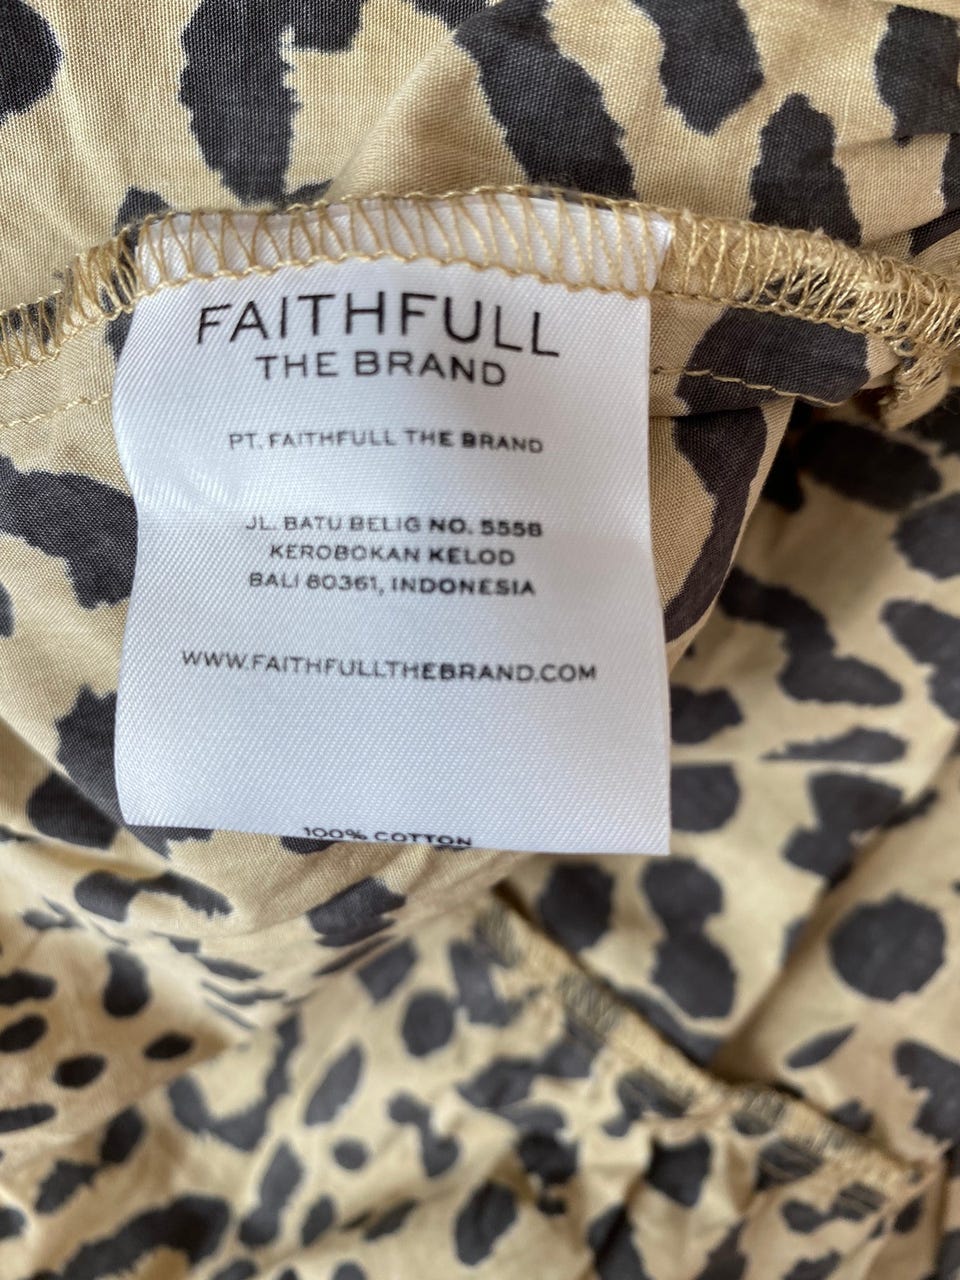 FAITHFULL
THE BRAND
PT. FAITHFULL THE BRAND
JL. BATU BELIG NO. 555B
KEROBOKAN KELOD
BALI 80361, INDONESIA
WWW.FAITHFULLTHEBRAND.COM
100% COTTON